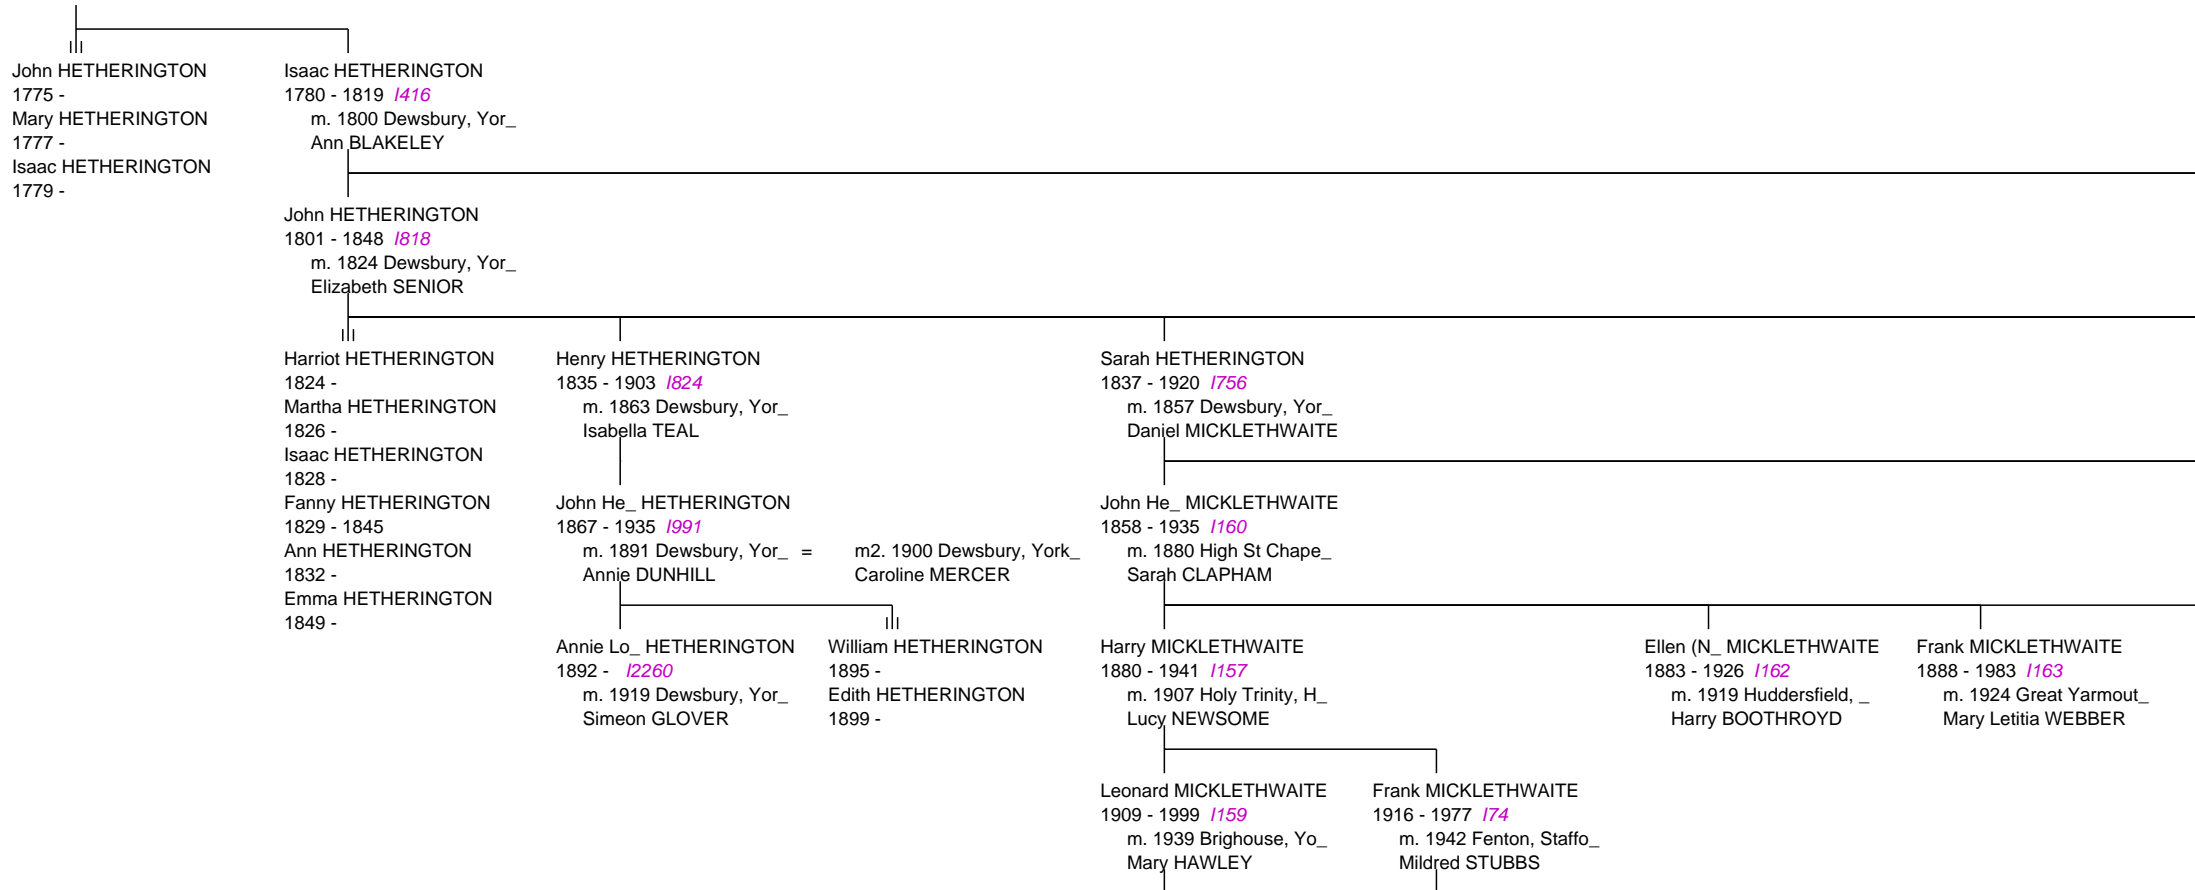 John HETHERINGTON
1775 -
Mary HETHERINGTON
1777 -
Isaac HETHERINGTON
1779 -
Isaac HETHERINGTON
1780 - 1819 I416
m. 1800 Dewsbury, Yor_
Ann BLAKELEY
John HETHERINGTON
1801 - 1848 I818
m. 1824 Dewsbury, Yor_
Elizabeth SENIOR
Harriot HETHERINGTON
1824 -
Martha HETHERINGTON
1826 -
Isaac HETHERINGTON
1828 -
Fanny HETHERINGTON
1829 - 1845
Ann HETHERINGTON
1832 -
Emma HETHERINGTON
1849 -
Henry HETHERINGTON
1835 - 1903 I824
m. 1863 Dewsbury, Yor_
Isabella TEAL
Sarah HETHERINGTON
1837 - 1920 I756
m. 1857 Dewsbury, Yor_
Daniel MICKLETHWAITE
John He_ HETHERINGTON
1867 - 1935 I991
m. 1891 Dewsbury, Yor_ =
Annie DUNHILL
m2. 1900 Dewsbury, York_
Caroline MERCER
John He_ MICKLETHWAITE
1858 - 1935 I160
m. 1880 High St Chape_
Sarah CLAPHAM
Annie Lo_ HETHERINGTON
1892 - I2260
m. 1919 Dewsbury, Yor_
Simeon GLOVER
William HETHERINGTON
1895 -
Edith HETHERINGTON
1899 -
Harry MICKLETHWAITE
1880 - 1941 I157
m. 1907 Holy Trinity, H_
Lucy NEWSOME
Ellen (N_ MICKLETHWAITE
1883 - 1926 I162
m. 1919 Huddersfield, _
Harry BOOTHROYD
Frank MICKLETHWAITE
1888 - 1983 I163
m. 1924 Great Yarmout_
Mary Letitia WEBBER
Leonard MICKLETHWAITE
1909 - 1999 I159
m. 1939 Brighouse, Yo_
Mary HAWLEY
Frank MICKLETHWAITE
1916 - 1977 I74
m. 1942 Fenton, Staffo_
Mildred STUBBS